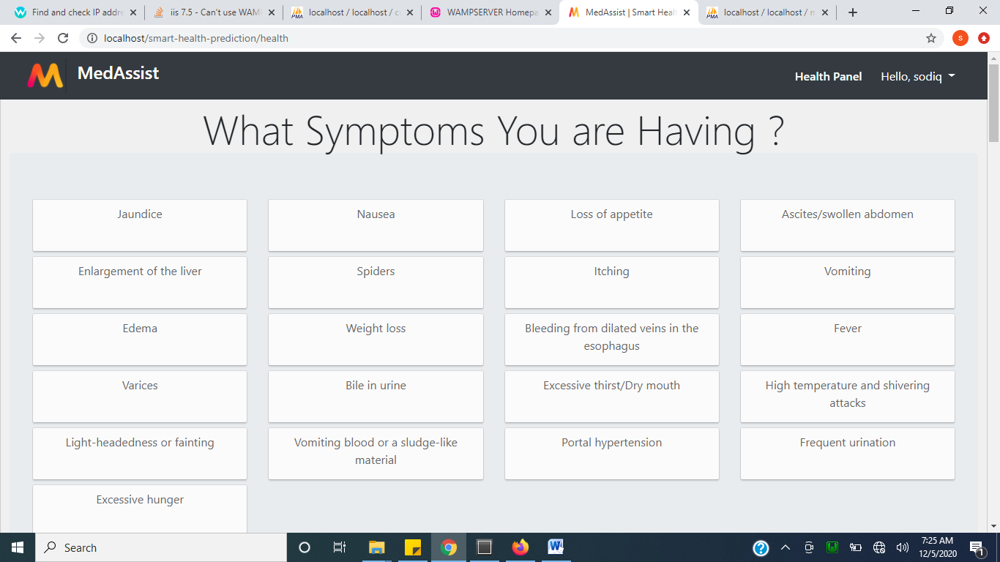 Find and check IP addre
iis 7.5 - Can't use WAM
localhost / localhost / c
WAMPSERVER Homepa
MedAssist | Smart Heal
localhost / localhost / 
localhost/smart-health-prediction/health
S
MedAssist
Health Panel
Hello, sodiq
What Symptoms You are Having ?
Jaundice
Nausea
Loss of appetite
Ascites/swollen abdomen
Enlargement of the liver
Spiders
Itching
Vomiting
Edema
Weight loss
Bleeding from dilated veins in the
esophagus
Fever
Varices
Bile in urine
Excessive thirst/Dry mouth
High temperature and shivering
attacks
Light-headedness or fainting
Vomiting blood or a sludge-like
material
Portal hypertension
Frequent urination
Excessive hunger
Search
7:25 AM
12/5/2020
1